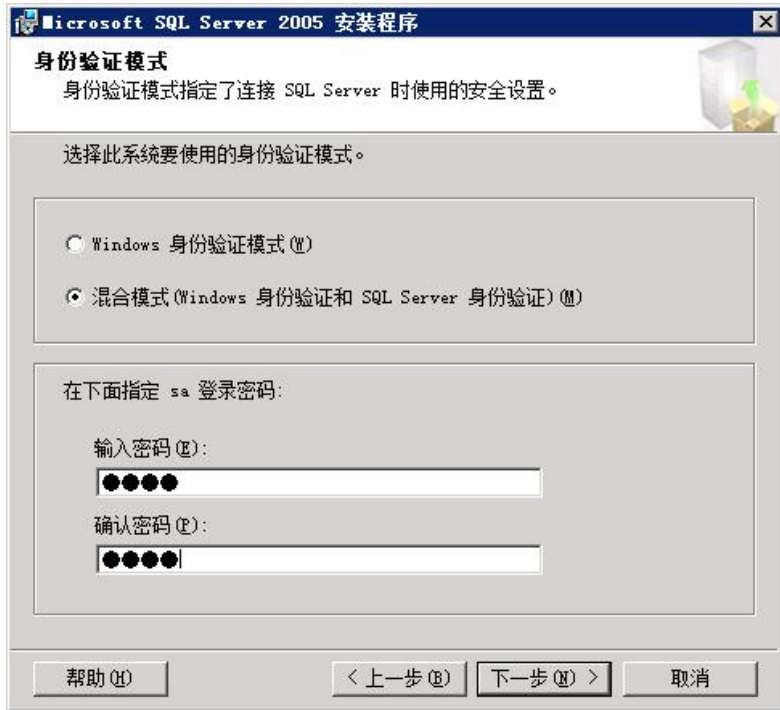 Microsoft SQL Server 2005 安装程序
身份验证模式
身份验证模式指定了连接 SQL Server 时使用的安全设置。
选择此系统要使用的身份验证模式。
Windows 身份验证模式(W)
混合模式(Windows 身份验证和 SQL Server 身份验证)(M)
在下面指定 sa 登录密码:
输入密码(E):
●●●●
确认密码(P):
●●●●
帮助(H) < 上一步(B) 下一步(N) > 取消